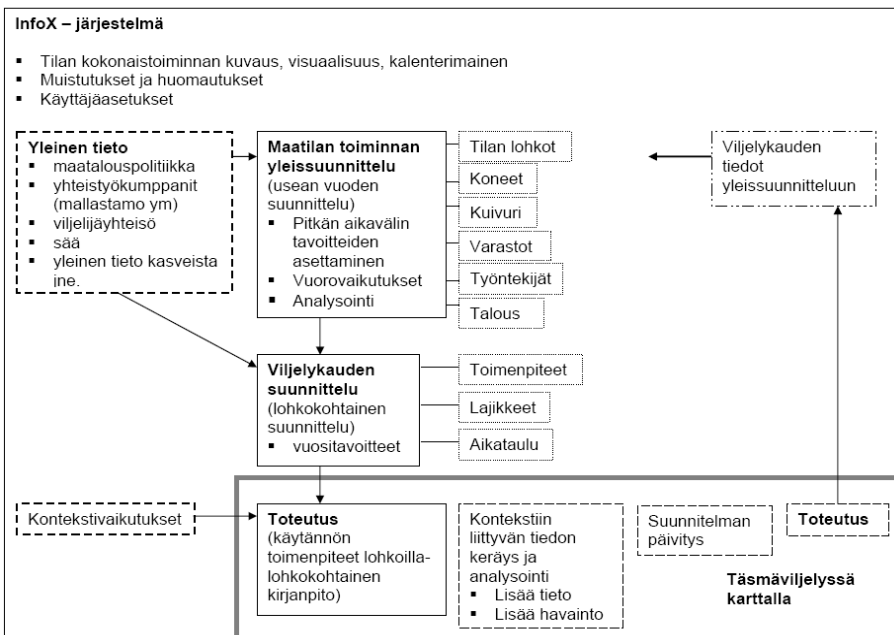 InfoX – järjestelmä
▪ Tilan kokonaistoiminnan kuvaus, visuaalisuus, kalenterimainen
▪ Muistutukset ja huomautukset
▪ Käyttäjäasetukset
Yleinen tieto
▪ maatalouspolitiikka
▪ yhteistyökumppanit
(mallastamo ym)
▪ viljelijäyhteisö
▪ sää
▪ yleinen tieto kasveista
jne.
Maatilan toiminnan
yleissuunnittelu
(usean vuoden
suunnittelu)
▪ Pitkän aikavälin
tavoitteiden
asettaminen
▪ Vuorovaikutukset
▪ Analysointi
Tilan lohkot
Koneet
Kuivuri
Varastot
Työntekijät
Talous
Viljelykauden
tiedot
yleissuunnitteluun
Viljelykauden
suunnittelu
(lohkokohtainen
suunnittelu)
▪ vuositavoitteet
Toimenpiteet
Lajikkeet
Aikataulu
Kontekstivaikutukset
Toteutus
(käytännön
toimenpiteet lohkoilla-
lohkokohtainen
kirjanpito)
Kontekstiin
liittyvän tiedon
keräys ja
analysointi
▪ Lisää tieto
▪ Lisää havainto
Suunnitelman
päivitys
Toteutus
Täsmäviljelyssä
kartalla